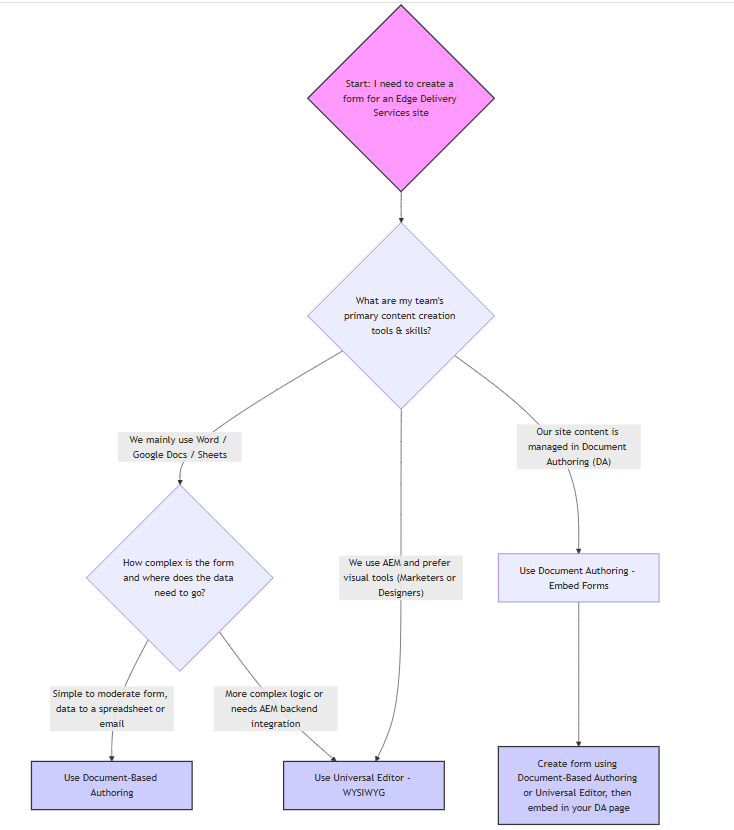 Start: I need to create a
form for an Edge Delivery
Services site
What are my team's
primary content creation
tools & skills?
We mainly use Word /
Google Docs / Sheets
Our site content is
managed in Document
Authoring (DA)
How complex is the form
and where does the data
need to go?
We use AEM and prefer
visual tools (Marketers or
Designers)
Use Document Authoring -
Embed Forms
Simple to moderate form,
data to a spreadsheet or
email
More complex logic or
needs AEM backend
integration
Use Document-Based
Authoring
Use Universal Editor -
WYSIWYG
Create form using
Document-Based Authoring
or Universal Editor, then
embed in your DA page